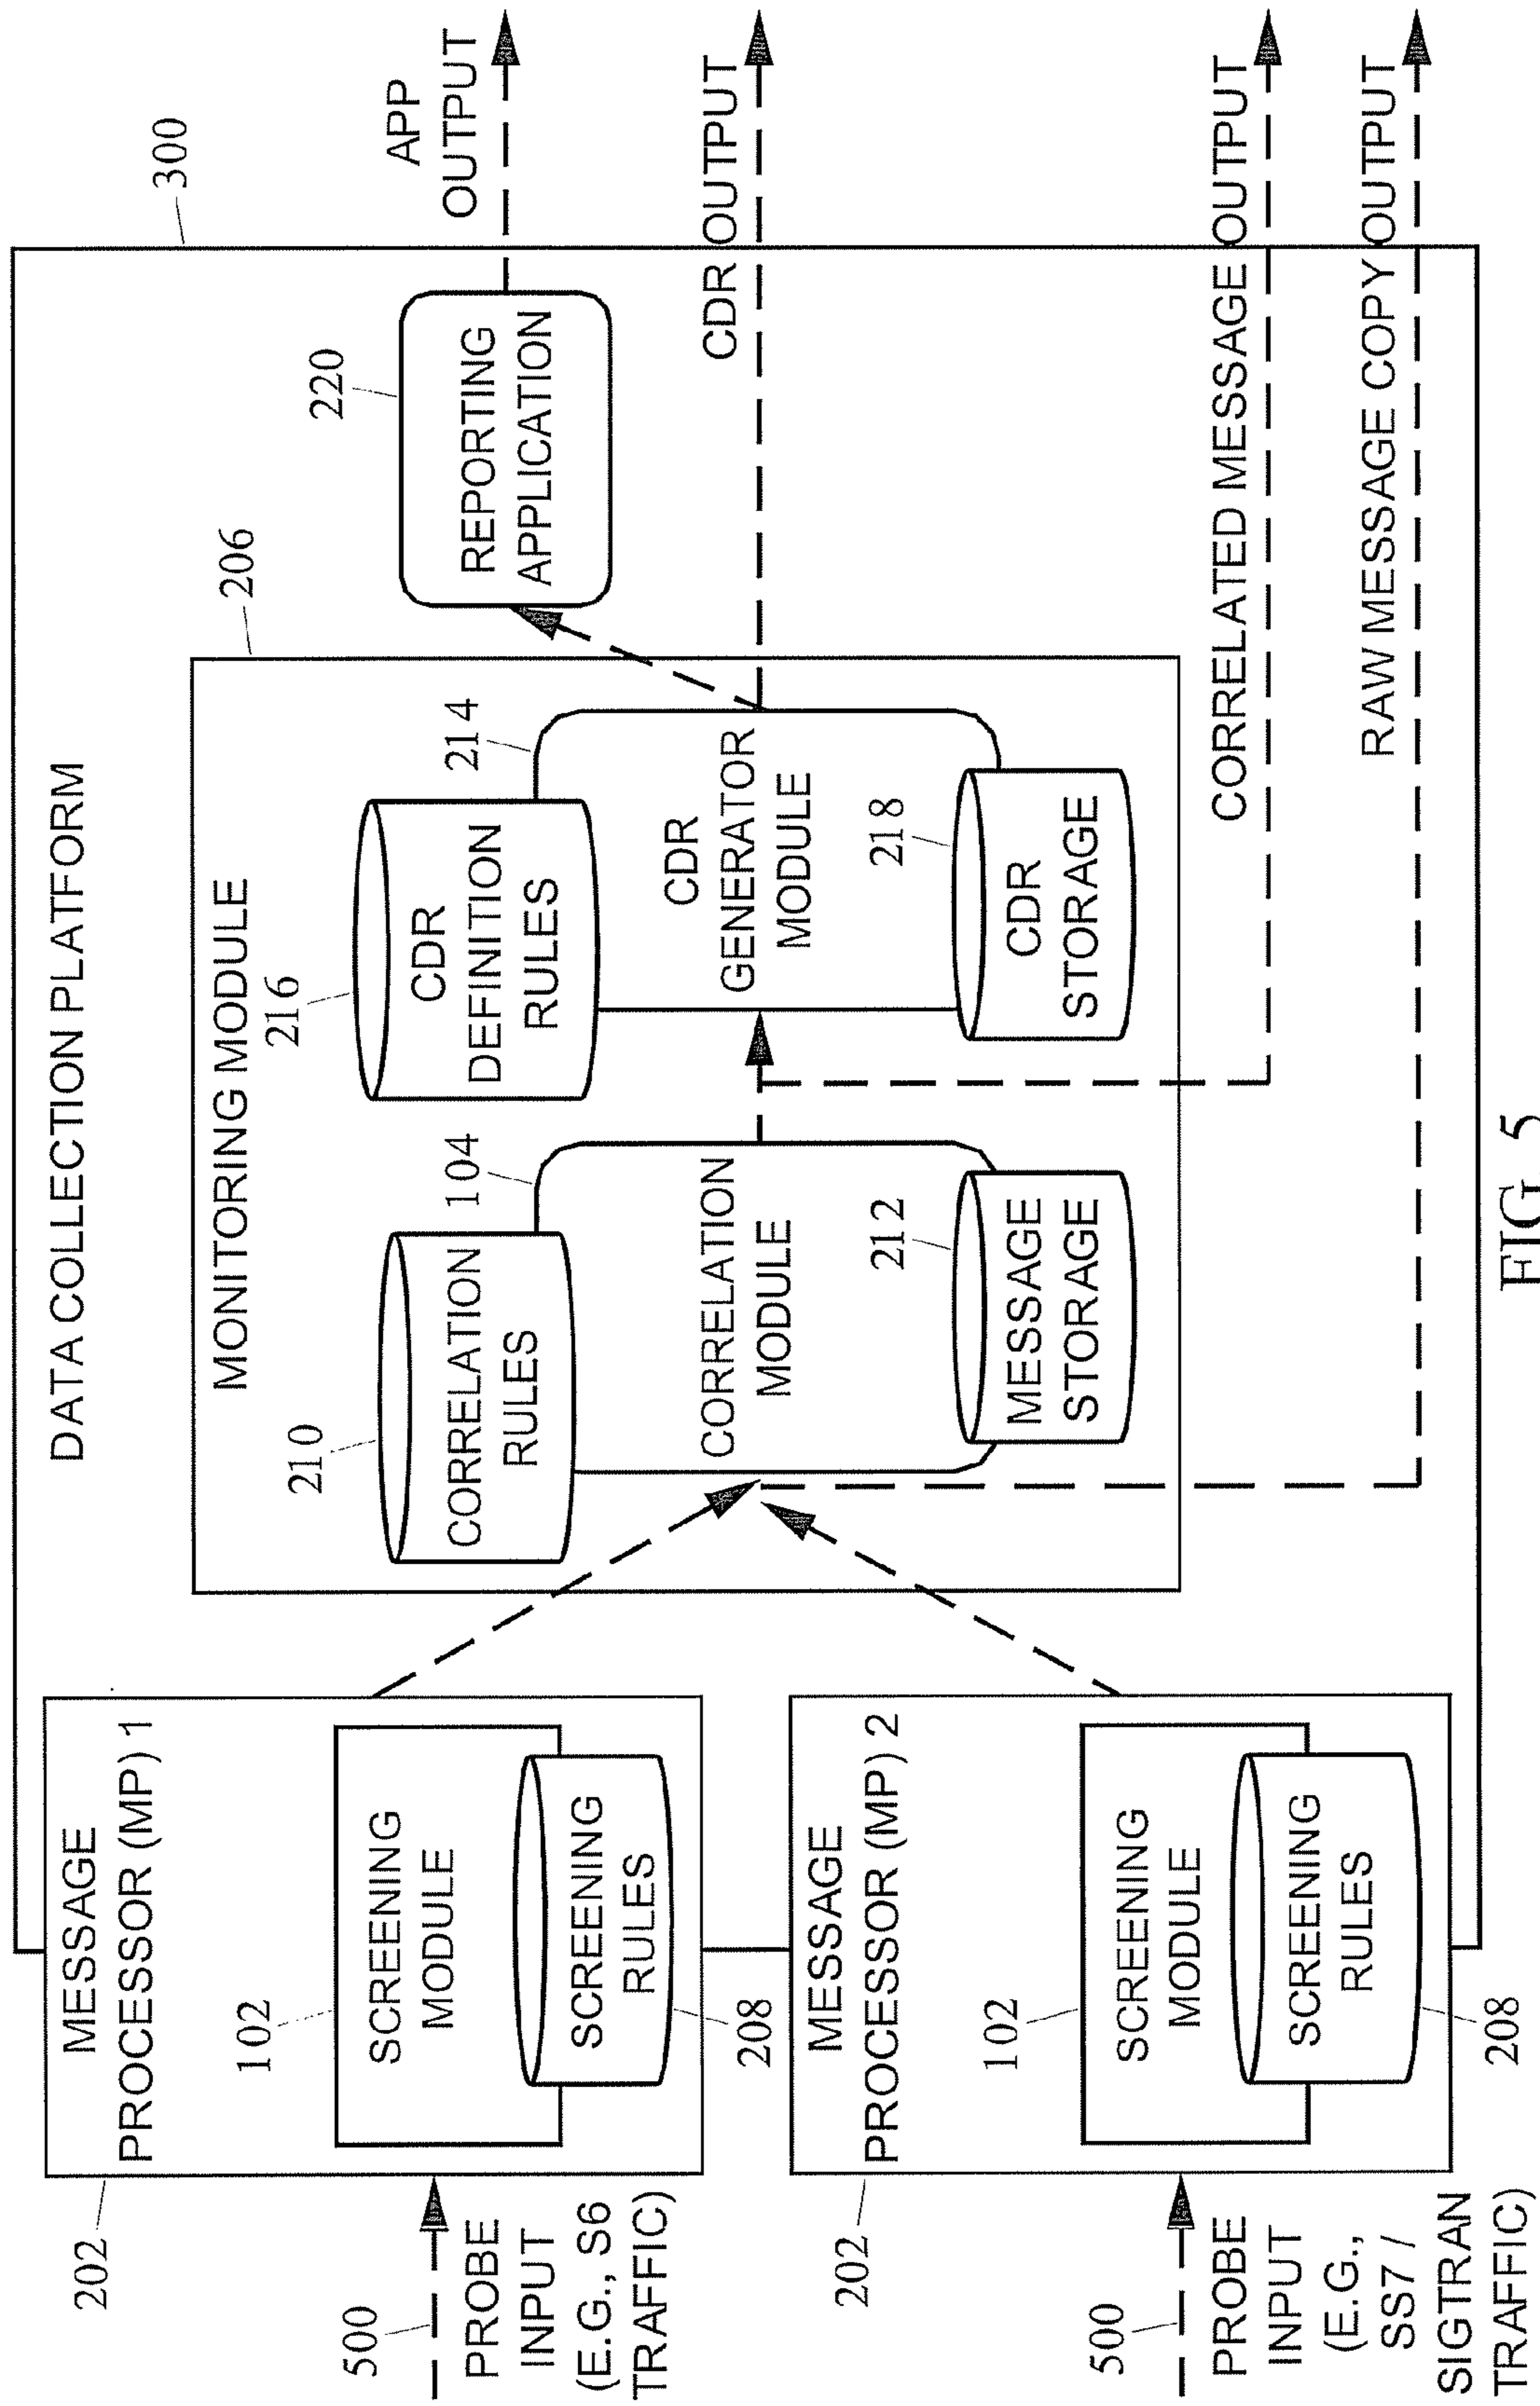 DATA COLLECTION PLATFORM
300
MESSAGE
PROCESSOR (MP) 1
202
102
SCREENING
MODULE
SCREENING
RULES
208
500
PROBE
INPUT
(E.G., S6
TRAFFIC)
MESSAGE
PROCESSOR (MP) 2
202
102
SCREENING
MODULE
SCREENING
RULES
208
500
PROBE
INPUT
(E.G.,
SS7 /
SIGTRAN
TRAFFIC)
MONITORING MODULE
206
210
CORRELATION
RULES
104
CORRELATION
MODULE
212
MESSAGE
STORAGE
216
CDR
DEFINITION
RULES
214
CDR
GENERATOR
MODULE
218
CDR
STORAGE
220
REPORTING
APPLICATION
APP
OUTPUT
CDR OUTPUT
CORRELATED MESSAGE OUTPUT
RAW MESSAGE COPY OUTPUT
FIG. 5